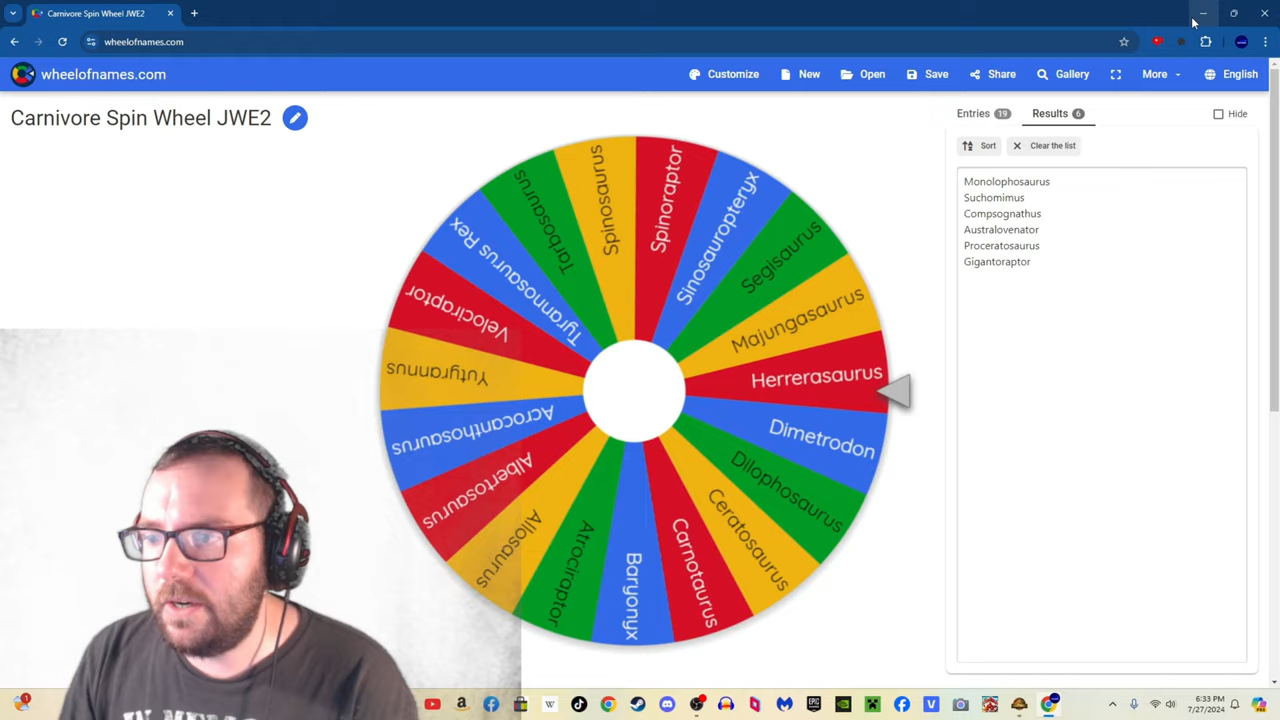 Carnivore Spin Wheel JWE2
wheelofnames.com
wheelofnames.com
Customize
New
Open
Save
Share
Gallery
More
English
Carnivore Spin Wheel JWE2
Entries 19
Results 6
Hide
Sort
Clear the list
Monolophosaurus
Suchomimus
Compsognathus
Australovenator
Proceratosaurus
Gigantoraptor
Spinoraptor
Sinosauropteryx
Segisaurus
Majungasaurus
Herrerasaurus
Dimetrodon
Dilophosaurus
Ceratosaurus
Carnotaurus
Baryonyx
Atrociraptor
Allosaurus
Albertosaurus
Acrocanthosaurus
Yutyrannus
Velociraptor
Tyrannosaurus Rex
Tarbosaurus
Spinosaurus
6:33 PM
7/27/2024